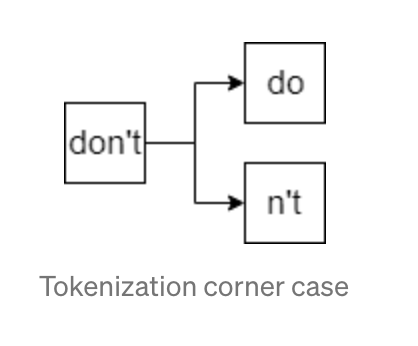 do
don't
n't
Tokenization corner case